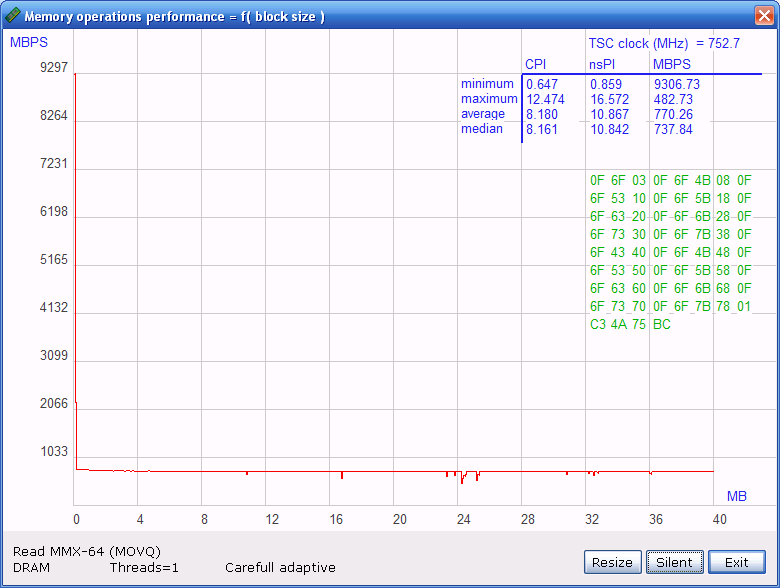 Memory operations performance = f( block size )
MBPS
TSC clock (MHz) = 752.7
CPI nsPI MBPS
minimum 0.647 0.859 9306.73
maximum 12.474 16.572 482.73
average 8.180 10.867 770.26
median 8.161 10.842 737.84
9297
8264
7231
6198
5165
4132
3099
2066
1033
0F 6F 03 0F 6F 4B 08 0F
6F 53 10 0F 6F 5B 18 0F
6F 63 20 0F 6F 6B 28 0F
6F 73 30 0F 6F 7B 38 0F
6F 43 40 0F 6F 4B 48 0F
6F 53 50 0F 6F 5B 58 0F
6F 63 60 0F 6F 6B 68 0F
6F 73 70 0F 6F 7B 78 01
C3 4A 75 BC
MB
0 4 8 12 16 20 24 28 32 36 40
Read MMX-64 (MOVQ)
DRAM Threads=1 Carefull adaptive
Resize Silent Exit